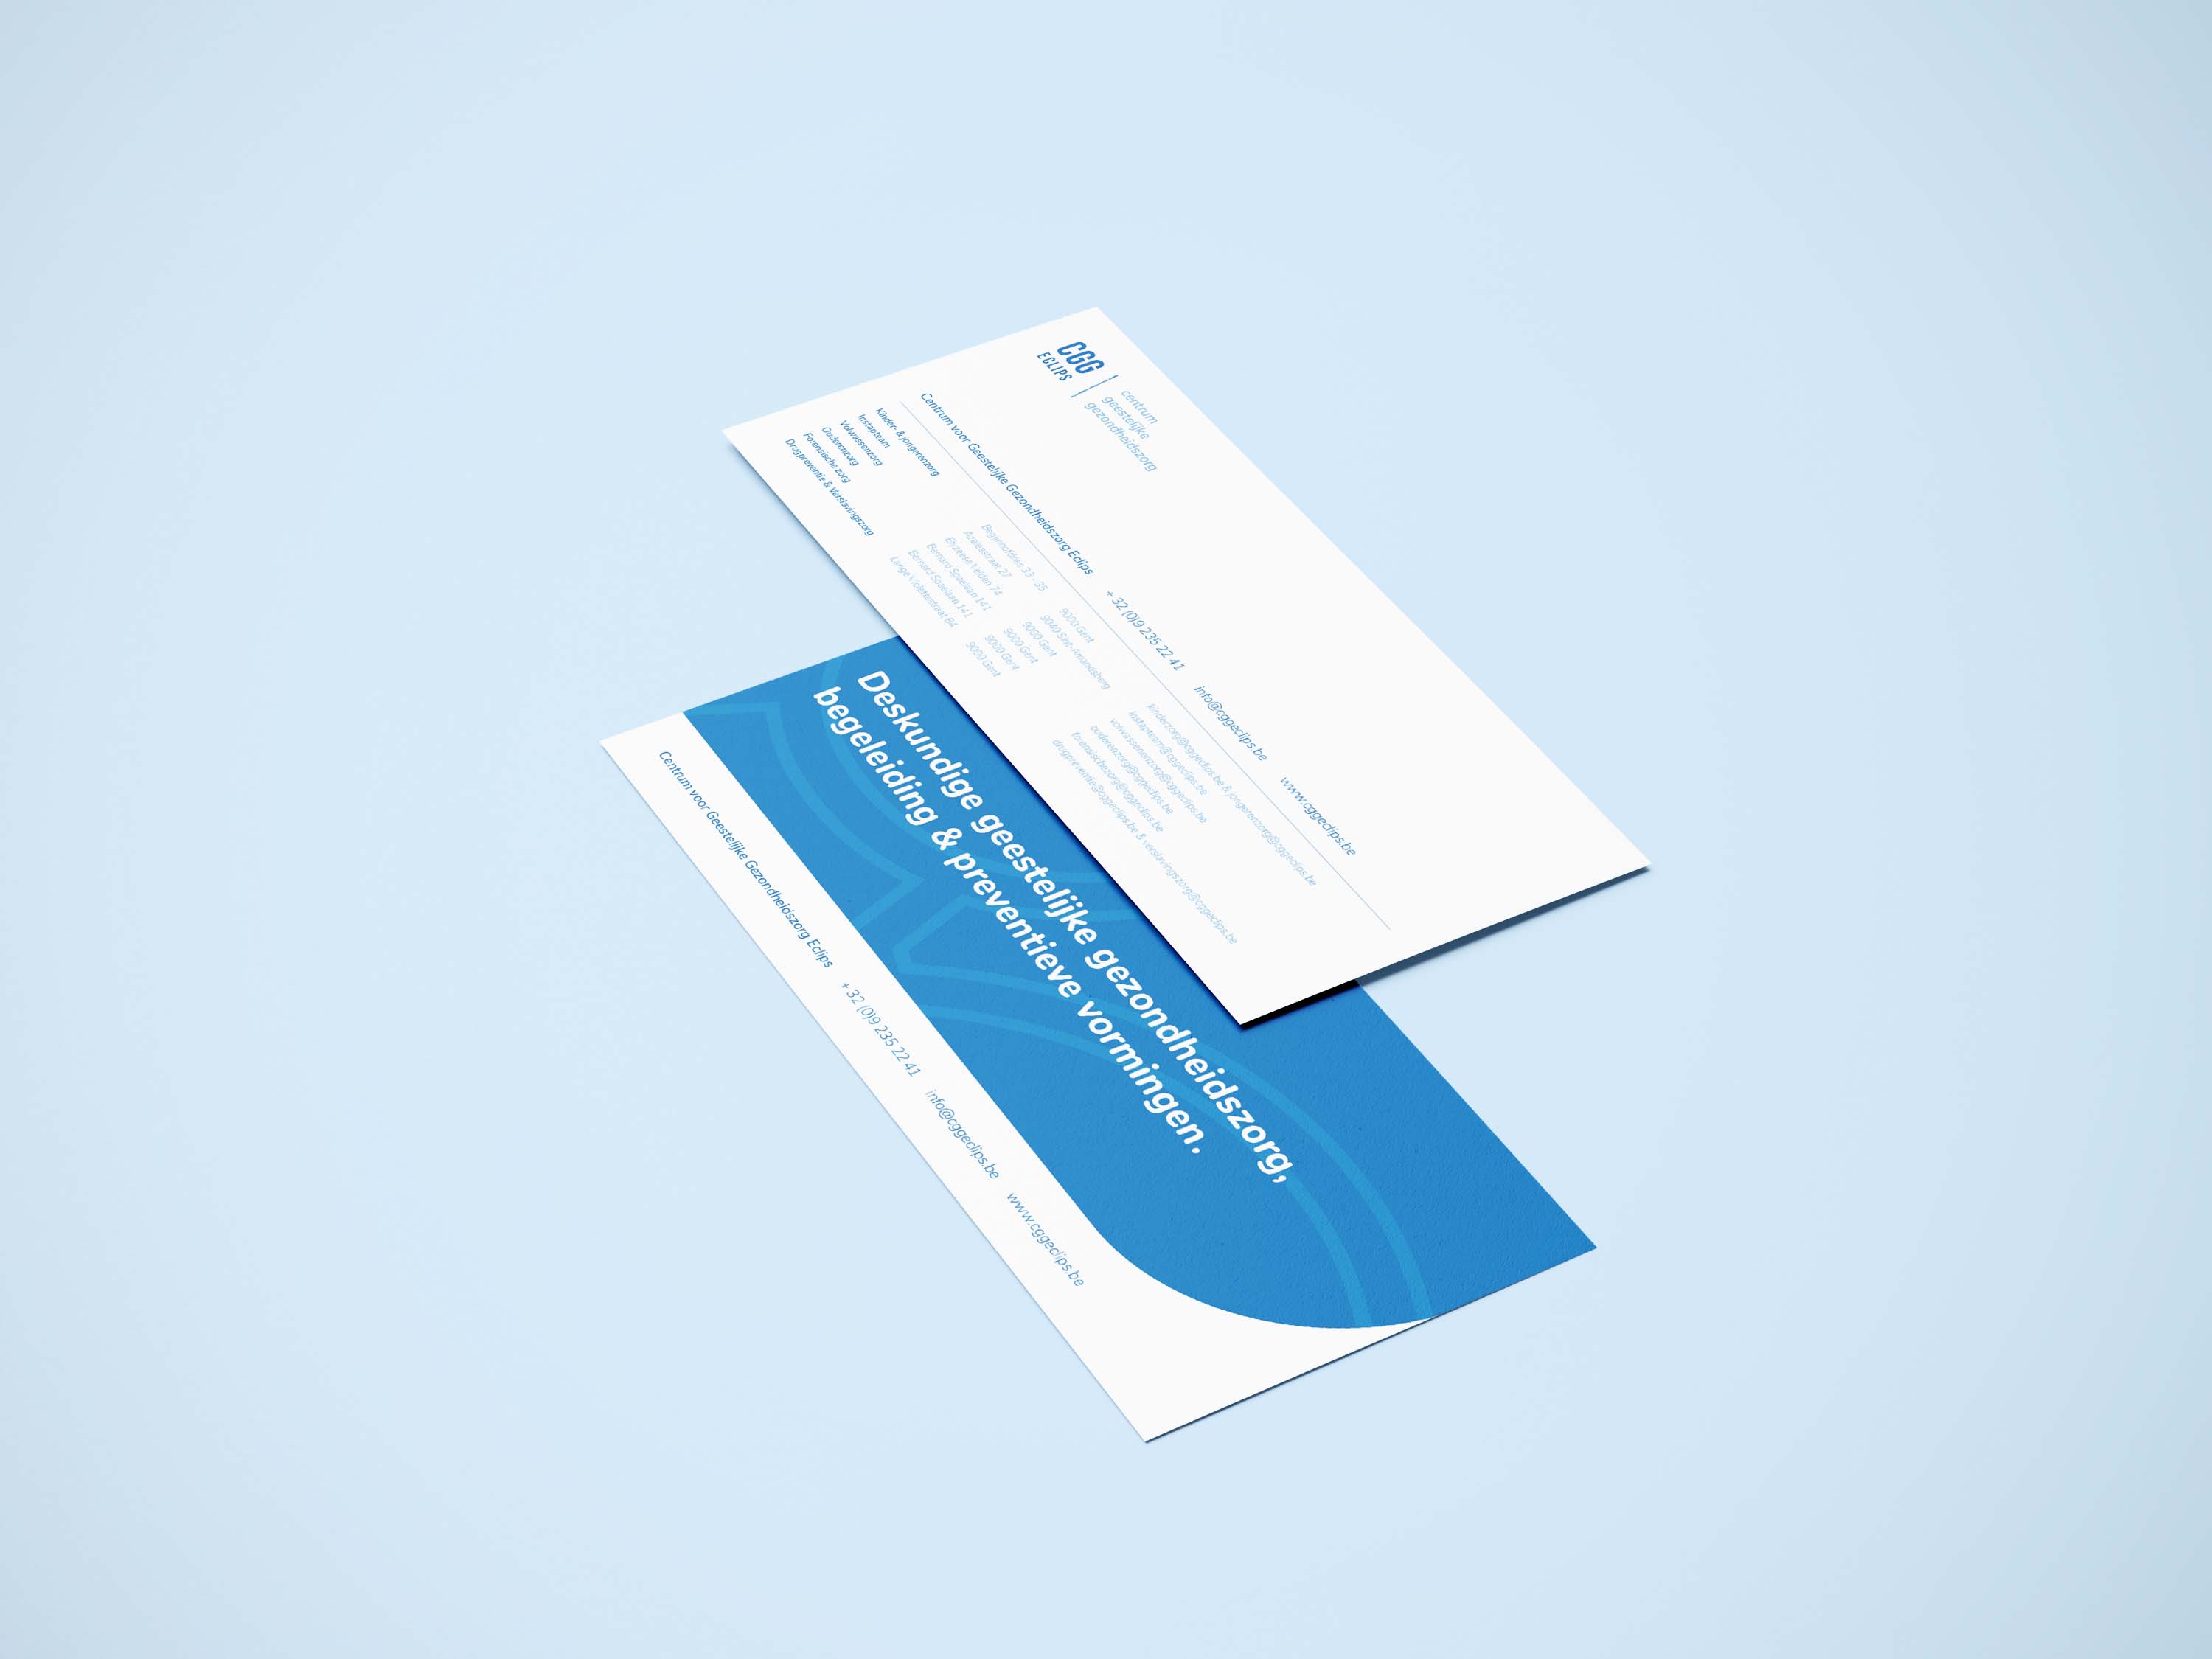 CGG
ECLIPS
centrum
geestelijke
gezondheidszorg
Centrum voor Geestelijke Gezondheidszorg Eclips + 32 (0)9 235 22 41 info@cggeclips.be www.cggeclips.be
Kinder- & jongerenzorg Begijnhofdries 33 - 35 9000 Gent kinderzorg@cggeclips.be & jongerenzorg@cggeclips.be
Instapteam Azaleastraat 27 9040 Sint-Amandsberg instapteam@cggeclips.be
Volwassenzorg Elyzeese Velden 74 9000 Gent volwassenenzorg@cggeclips.be
Ouderenzorg Bernard Spaelaan 141 9000 Gent ouderenzorg@cggeclips.be
Forensische zorg Bernard Spaelaan 141 9000 Gent forensischezorg@cggeclips.be
Drugpreventie & Verslavingszorg Lange Violettestraat 84 9000 Gent drugpreventie@cggeclips.be & verslavingszorg@cggeclips.be
Deskundige geestelijke gezondheidszorg,
begeleiding & preventieve vormingen.
Centrum voor Geestelijke Gezondheidszorg Eclips + 32 (0)9 235 22 41 info@cggeclips.be www.cggeclips.be